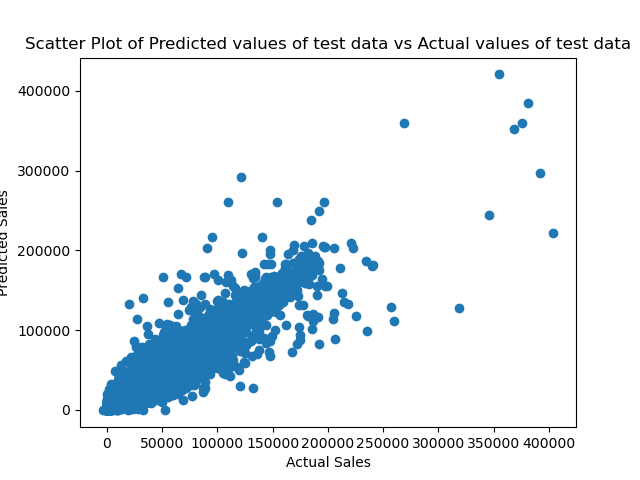 Scatter Plot of Predicted values of test data vs Actual values of test data
Predicted Sales
400000
300000
200000
100000
0
0 50000 100000 150000 200000 250000 300000 350000 400000
Actual Sales